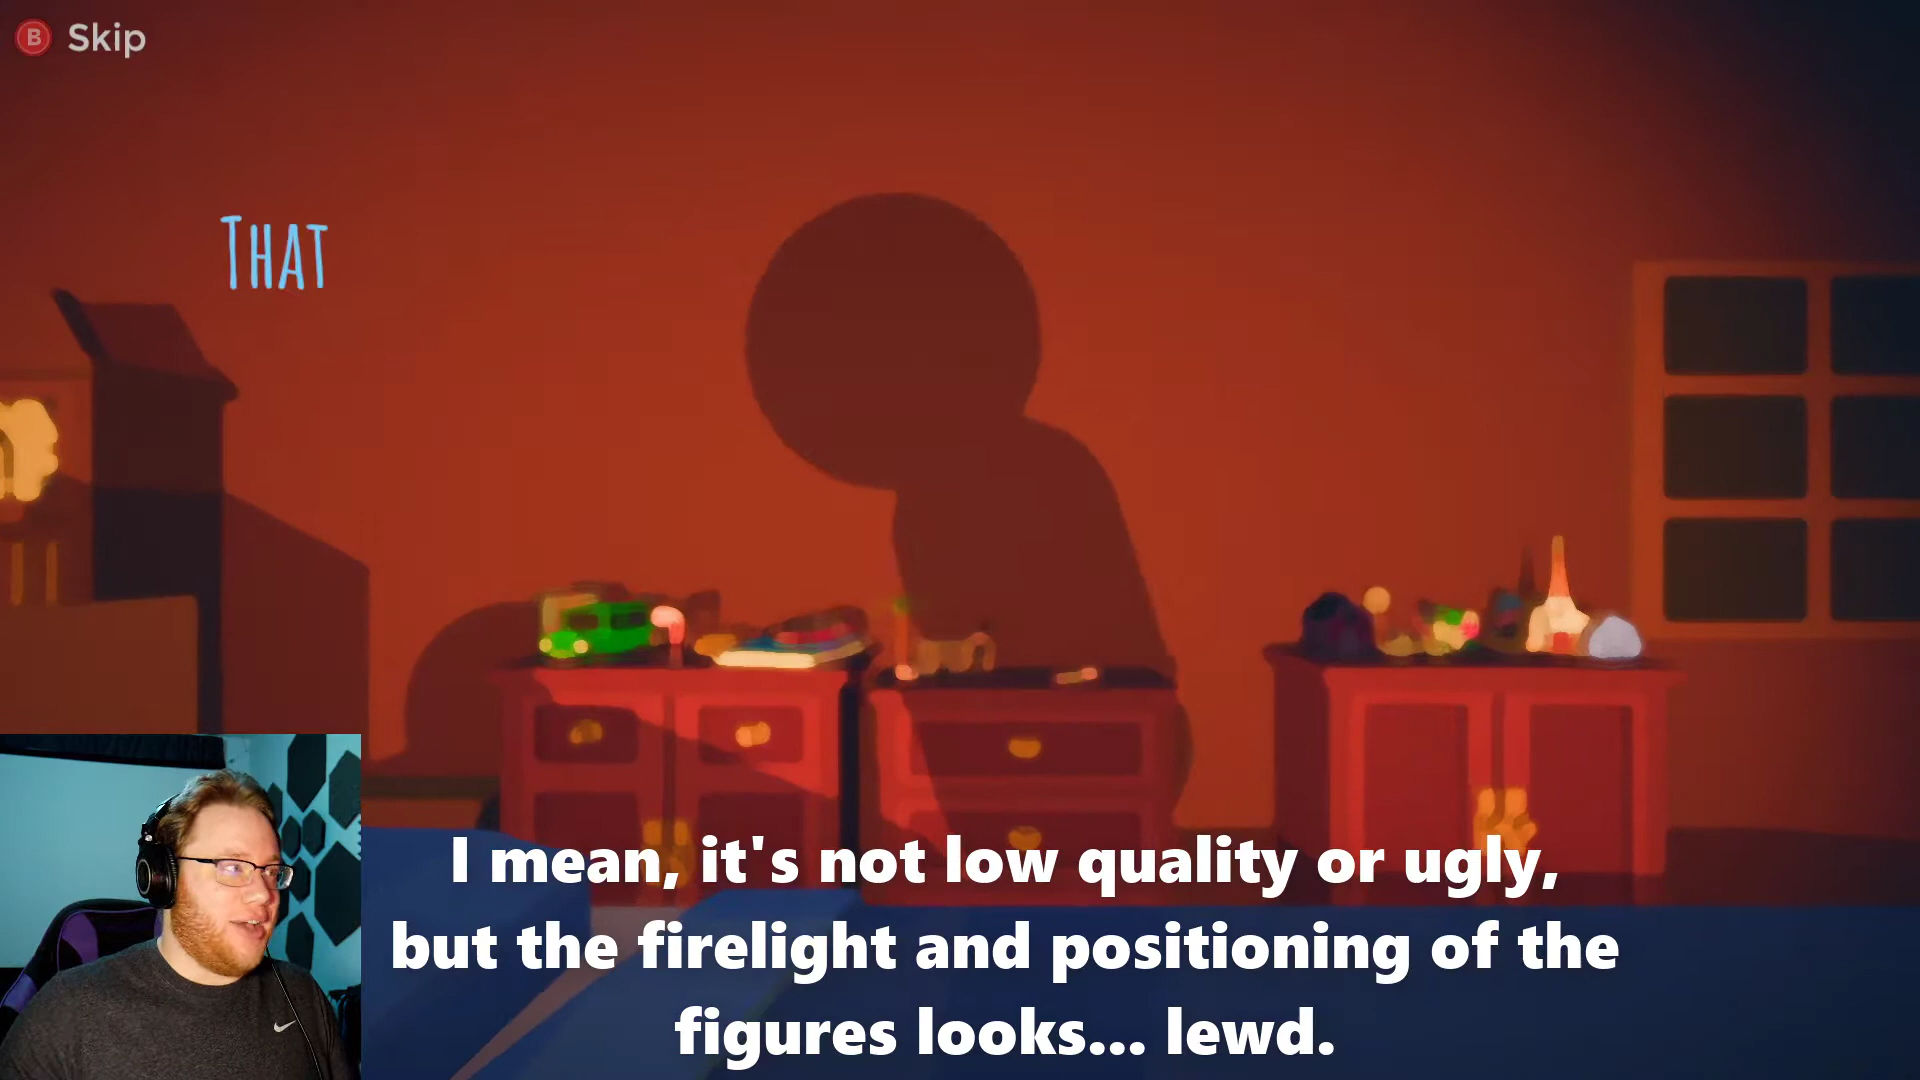 B Skip
THAT
I mean, it's not low quality or ugly,
but the firelight and positioning of the
figures looks... lewd.